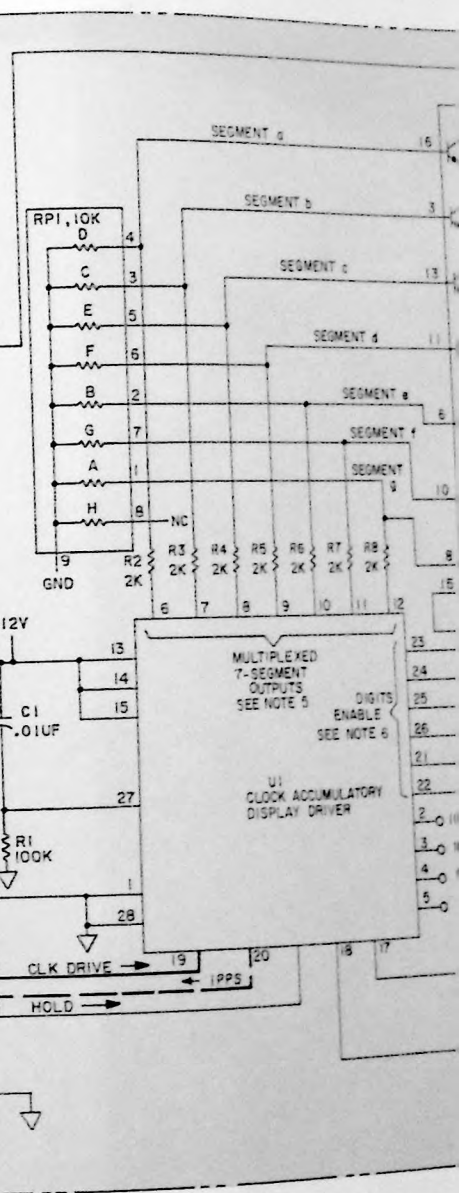 SEGMENT a
16
SEGMENT b
3
RP1, 10K
D
4
C
3
SEGMENT c
13
E
5
F
6
SEGMENT d
11
B
2
SEGMENT e
6
G
7
SEGMENT f
A
1
SEGMENT
g
10
H
8
NC
9
GND
R2
2K
R3
2K
R4
2K
R5
2K
R6
2K
R7
2K
R8
2K
8
15
6
7
8
9
10
11
12
12V
13
14
15
MULTIPLEXED
7-SEGMENT
OUTPUTS
SEE NOTE 5
DIGITS
ENABLE
SEE NOTE 6
23
24
25
26
21
22
C1
.01UF
27
U1
CLOCK ACCUMULATORY
DISPLAY DRIVER
2
3
4
5
R1
100K
1
28
19
20
18
17
CLK DRIVE
1PPS
HOLD